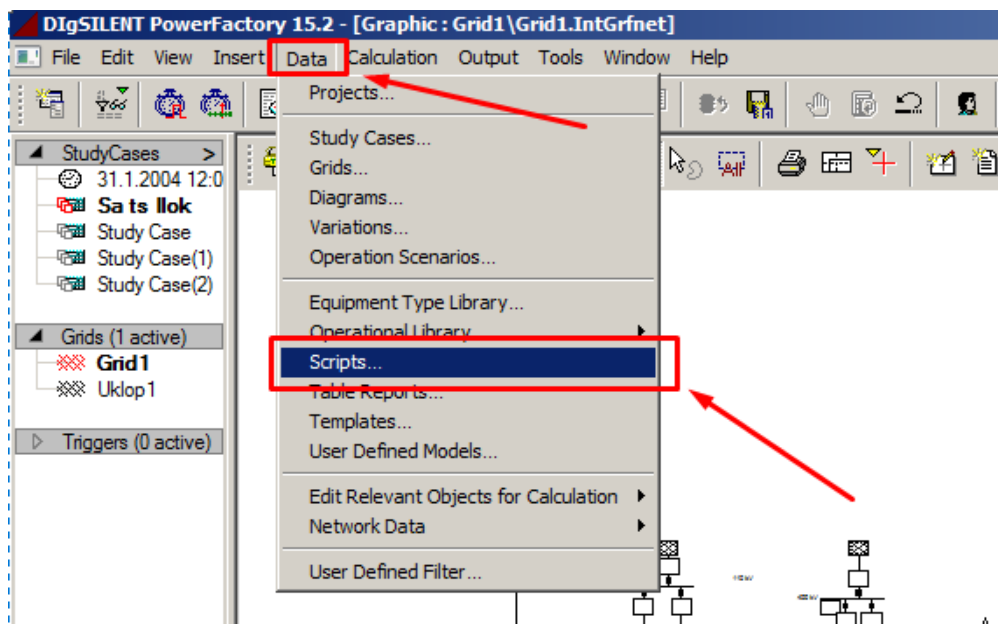 DIgSILENT PowerFactory 15.2 - [Graphic : Grid1\Grid1.IntGrfnet]
File Edit View Insert Data Calculation Output Tools Window Help
Projects...
Study Cases...
Grids...
Diagrams...
Variations...
Operation Scenarios...
Equipment Type Library...
Operational Library
Scripts...
Table Reports...
Templates...
User Defined Models...
Edit Relevant Objects for Calculation
Network Data
User Defined Filter...
StudyCases >
31.1.2004 12:0
Sa ts Ilok
Study Case
Study Case(1)
Study Case(2)
Grids (1 active)
Grid1
Uklop1
Triggers (0 active)